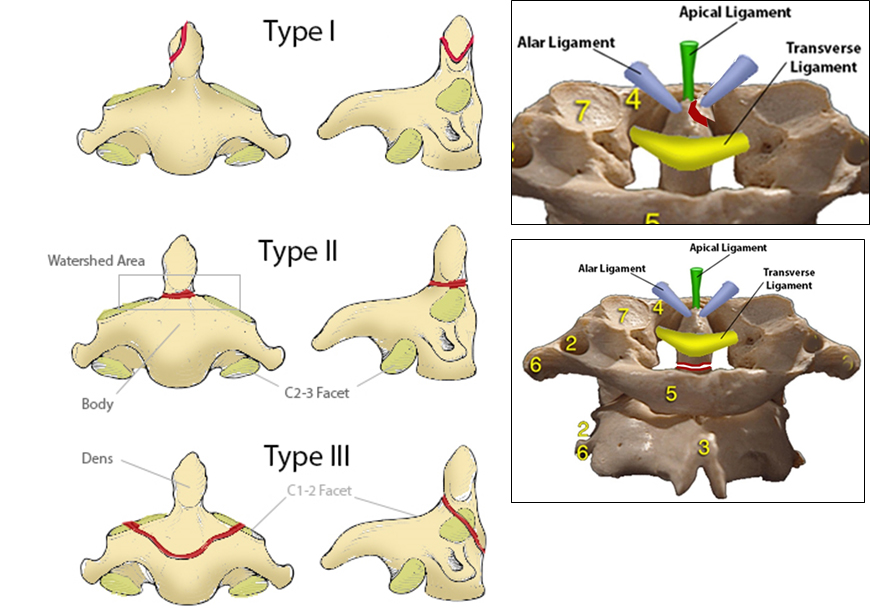 Type I
Type II
Watershed Area
Body
C2-3 Facet
Type III
Dens
C1-2 Facet
Apical Ligament
Alar Ligament
Transverse
Ligament
4
7
2
5
Apical Ligament
Alar Ligament
Transverse
Ligament
4
7
2
2
6
5
2
3
6